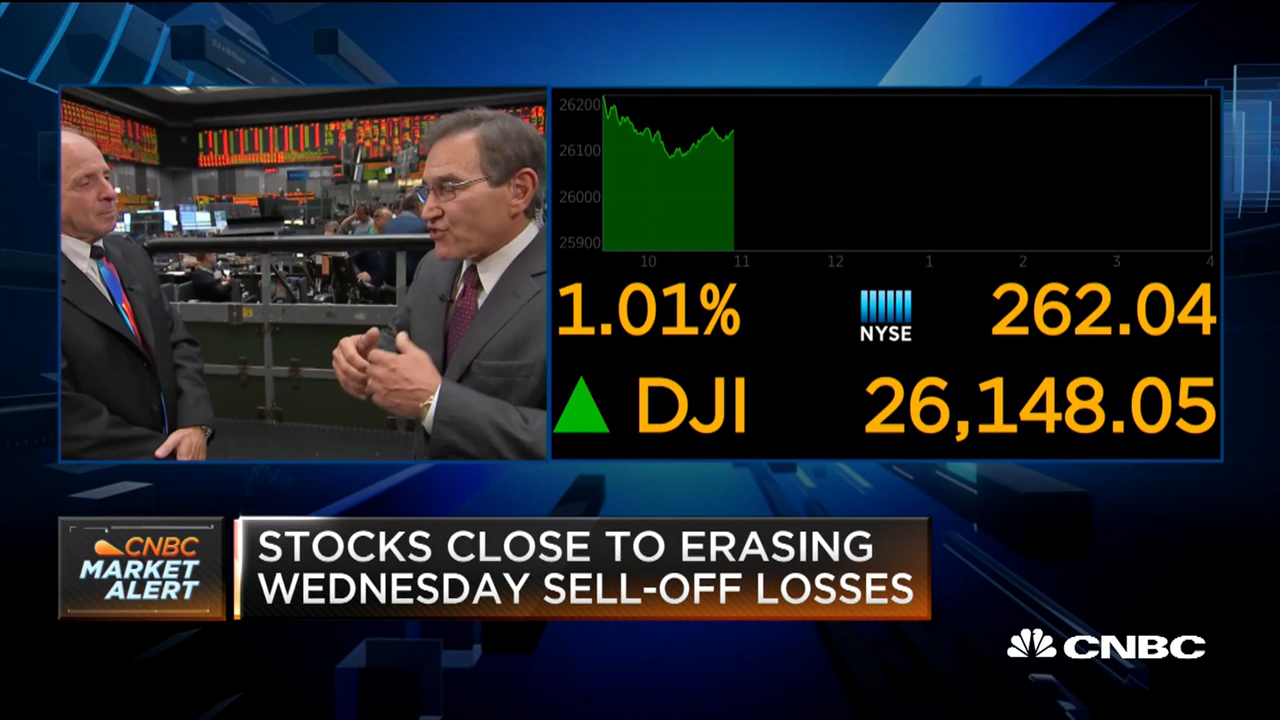 26200
26100
26000
25900
10 11 12 1 2 3 4
1.01% NYSE 262.04
▲ DJI 26,148.05
CNBC
MARKET
ALERT
STOCKS CLOSE TO ERASING
WEDNESDAY SELL-OFF LOSSES
CNBC